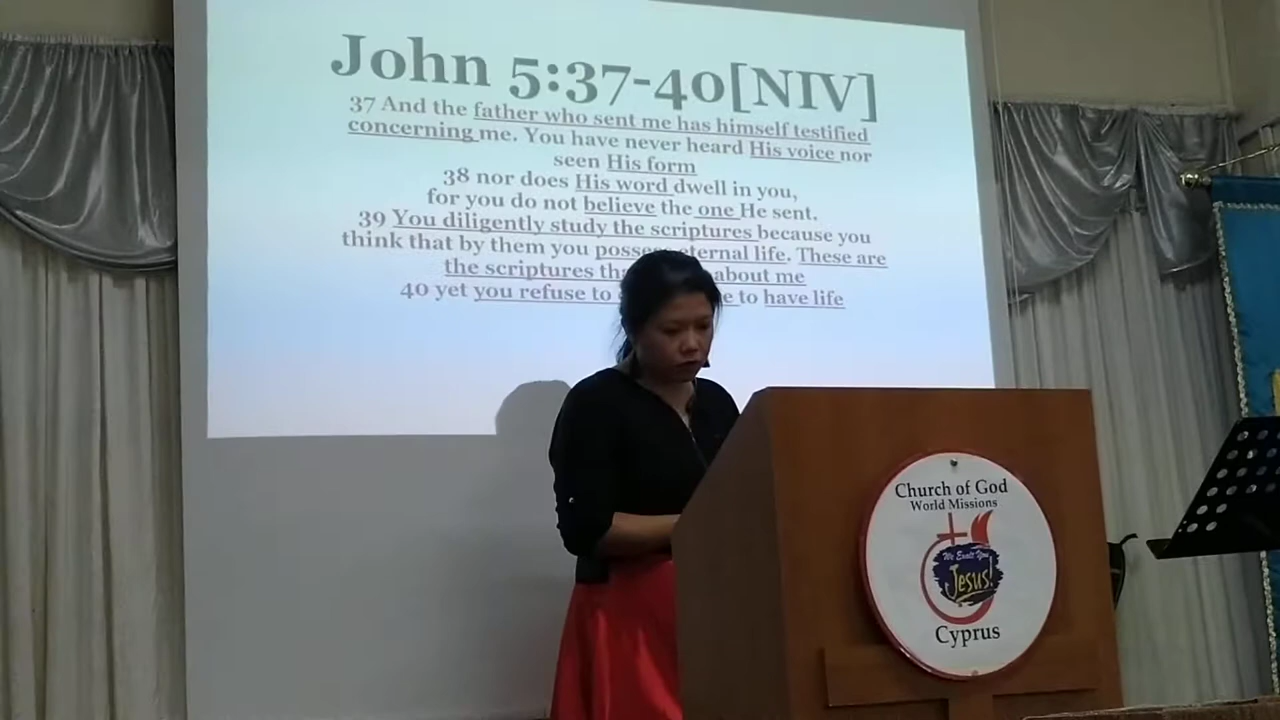 John 5:37-40[NIV]
37 And the father who sent me has himself testified
concerning me. You have never heard His voice nor
seen His form
38 nor does His word dwell in you,
for you do not believe the one He sent.
39 You diligently study the scriptures because you
think that by them you possess eternal life. These are
the scriptures about me
40 yet you refuse to to have life
Church of God
World Missions
We Exalt You
Jesus!
Cyprus